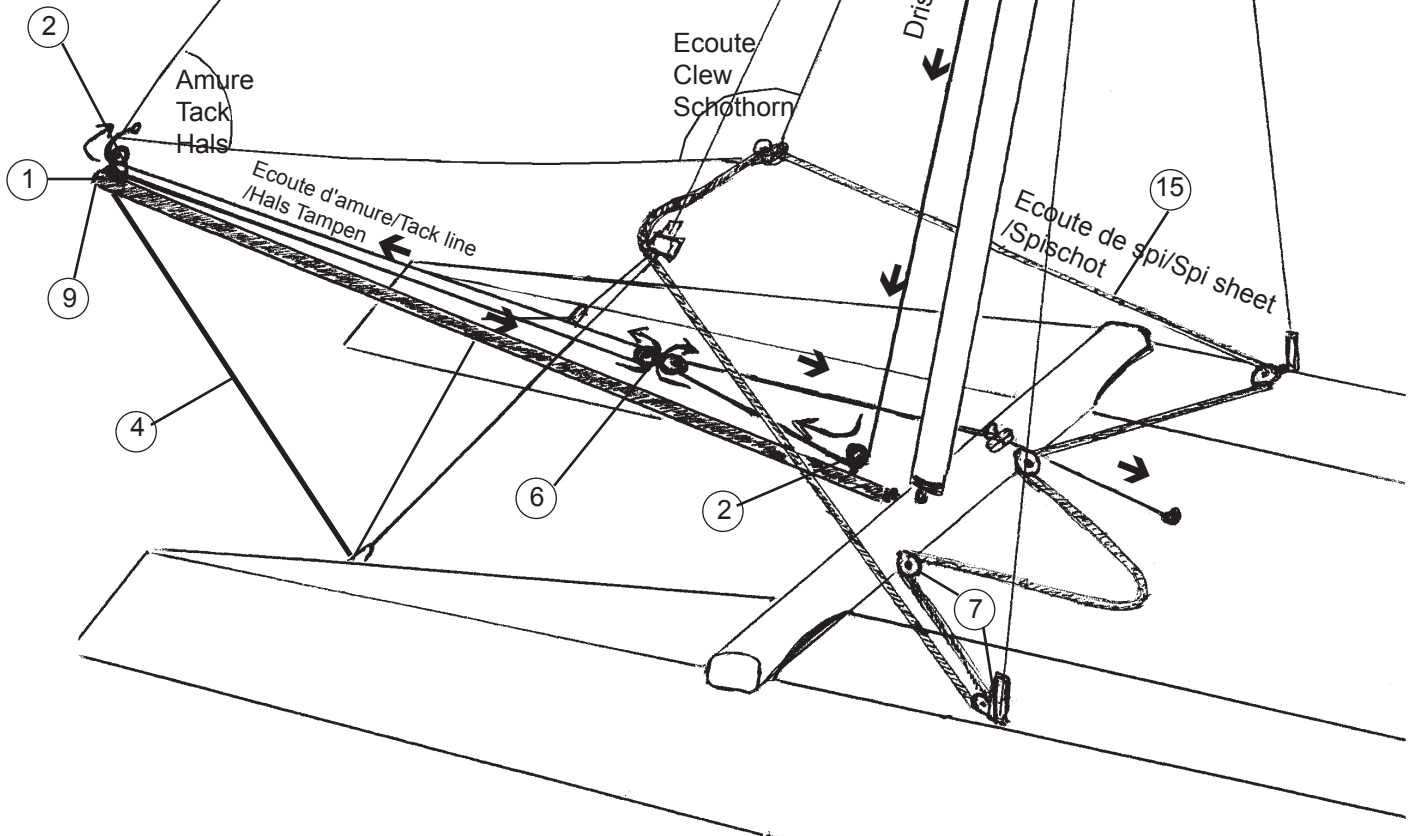 2
Amure
Tack
Hals
Ecoute
Clew
Schothorn
1
Ecoute d'amure/Tack line
/Hals Tampen
15
Ecoute de spi/Spi sheet
/Spischot
9
4
6
2
7